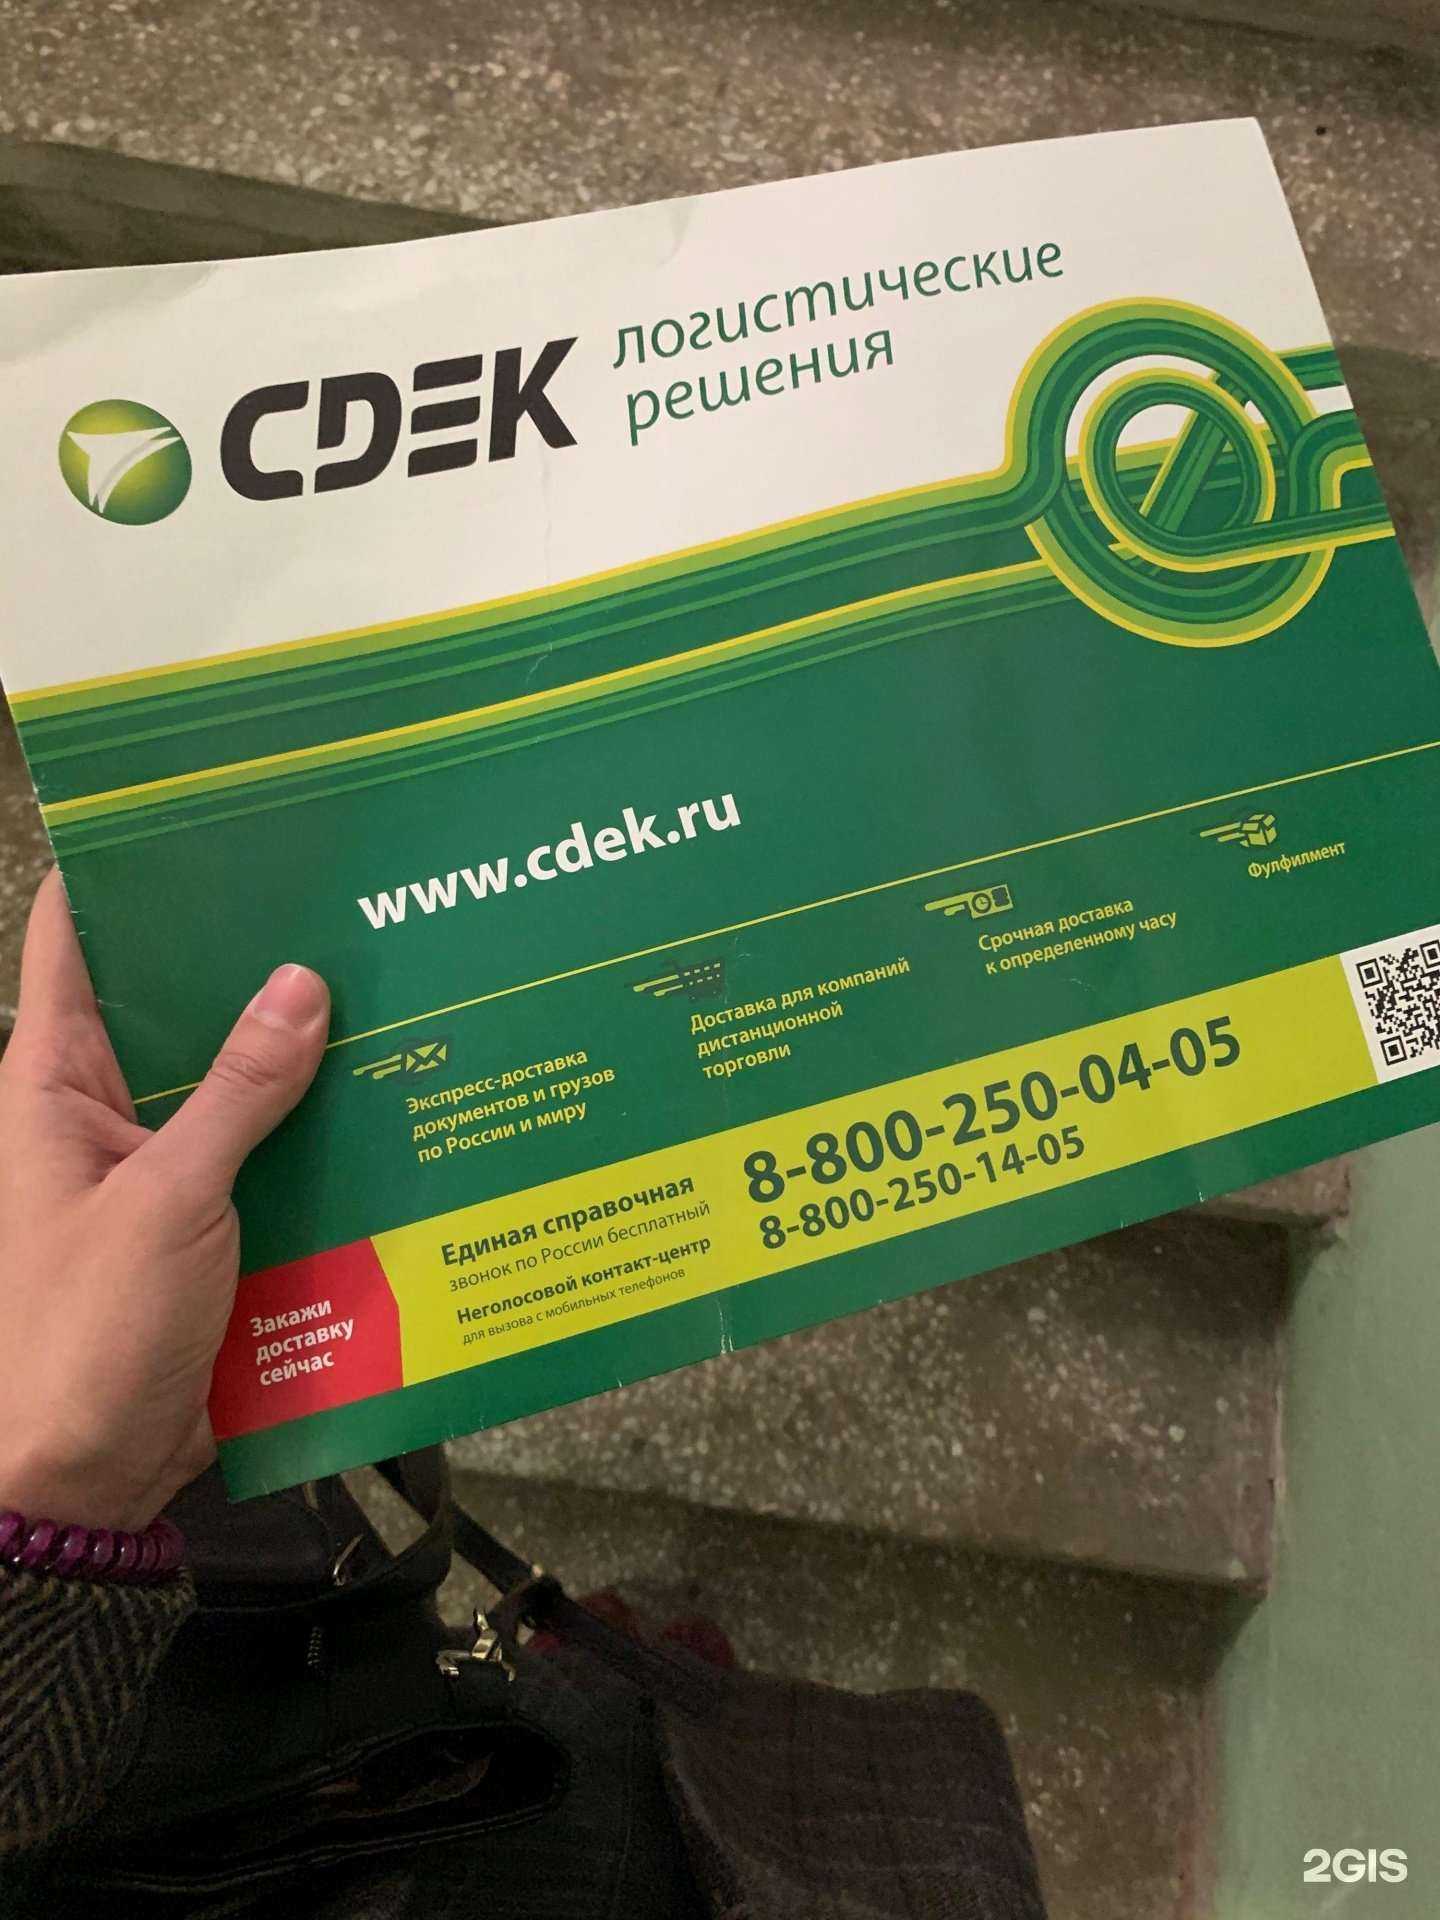 CDEK
логистические
решения
www.cdek.ru
Экспресс-доставка
документов и грузов
по России и миру
Доставка для компаний
дистанционной
торговли
Срочная доставка
к определенному часу
Фулфилмент
Закажи
доставку
сейчас
Единая справочная
звонок по России бесплатный
8-800-250-04-05
Неголосовой контакт-центр
для вызова с мобильных телефонов
8-800-250-14-05
2GIS